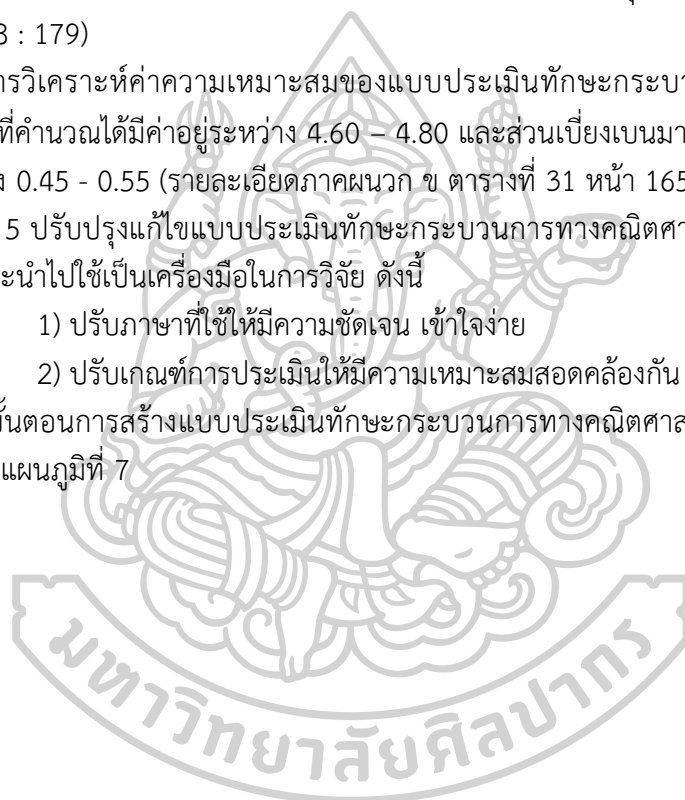 3 : 179)
ารวิเคราะห์ค่าความเหมาะสมของแบบประเมินทักษะกระบว
ที่คำนวณได้มีค่าอยู่ระหว่าง 4.60 – 4.80 และส่วนเบี่ยงเบนมา
ง 0.45 - 0.55 (รายละเอียดภาคผนวก ข ตารางที่ 31 หน้า 165
5 ปรับปรุงแก้ไขแบบประเมินทักษะกระบวนการทางคณิตศา
ะนำไปใช้เป็นเครื่องมือในการวิจัย ดังนี้
1) ปรับภาษาที่ใช้ให้มีความชัดเจน เข้าใจง่าย
2) ปรับเกณฑ์การประเมินให้มีความเหมาะสมสอดคล้องกัน
ั้นตอนการสร้างแบบประเมินทักษะกระบวนการทางคณิตศาส
แผนภูมิที่ 7
มหาวิทยาลัยศิลปากร